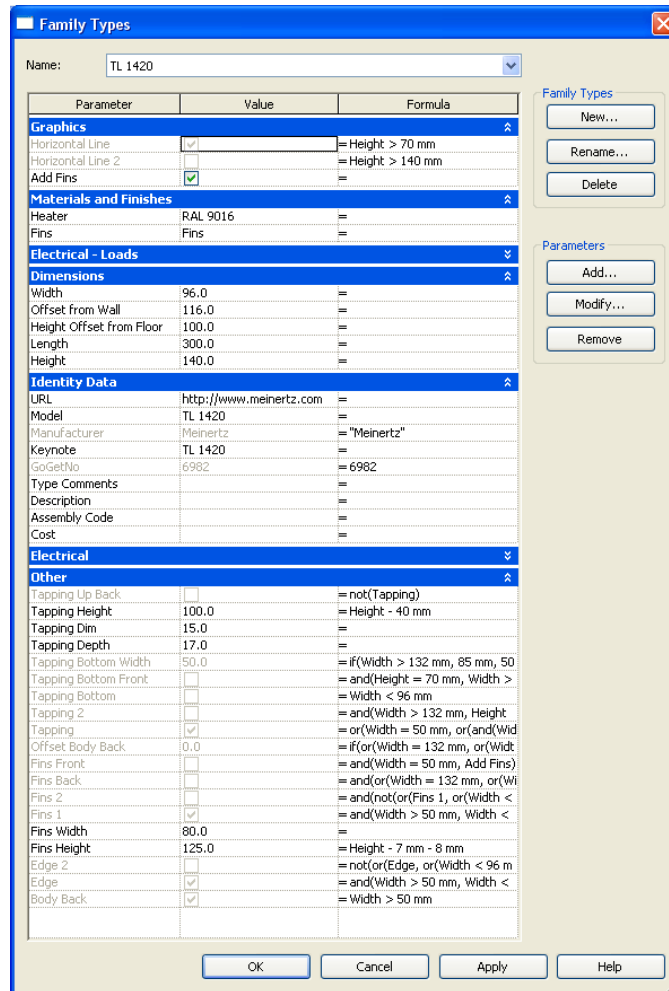 Family Types
Name: TL 1420
Parameter Value Formula
Graphics
Horizontal Line = Height > 70 mm
Horizontal Line 2 = Height > 140 mm
Add Fins =
Materials and Finishes
Heater RAL 9016 =
Fins Fins =
Electrical - Loads
Dimensions
Width 96.0 =
Offset from Wall 116.0 =
Height Offset from Floor 100.0 =
Length 300.0 =
Height 140.0 =
Identity Data
URL http://www.meinertz.com =
Model TL 1420 =
Manufacturer Meinertz = "Meinertz"
Keynote TL 1420 =
GoGetNo 6982 = 6982
Type Comments =
Description =
Assembly Code =
Cost =
Electrical
Other
Tapping Up Back = not(Tapping)
Tapping Height 100.0 = Height - 40 mm
Tapping Dim 15.0 =
Tapping Depth 17.0 =
Tapping Bottom Width 50.0 = if(Width > 132 mm, 85 mm, 50
Tapping Bottom Front = and(Height = 70 mm, Width >
Tapping Bottom = Width < 96 mm
Tapping 2 = and(Width > 132 mm, Height
Tapping = or(Width = 50 mm, or(and(Wid
Offset Body Back 0.0 = if(or(Width = 132 mm, or(Widt
Fins Front = and(Width = 50 mm, Add Fins)
Fins Back = and(or(Width = 132 mm, or(Wi
Fins 2 = and(not(or(Fins 1, or(Width <
Fins 1 = and(Width > 50 mm, Width <
Fins Width 80.0 =
Fins Height 125.0 = Height - 7 mm - 8 mm
Edge 2 = not(or(Edge, or(Width < 96 m
Edge = and(Width > 50 mm, Width <
Body Back = Width > 50 mm
Family Types
New...
Rename...
Delete
Parameters
Add...
Modify...
Remove
OK Cancel Apply Help